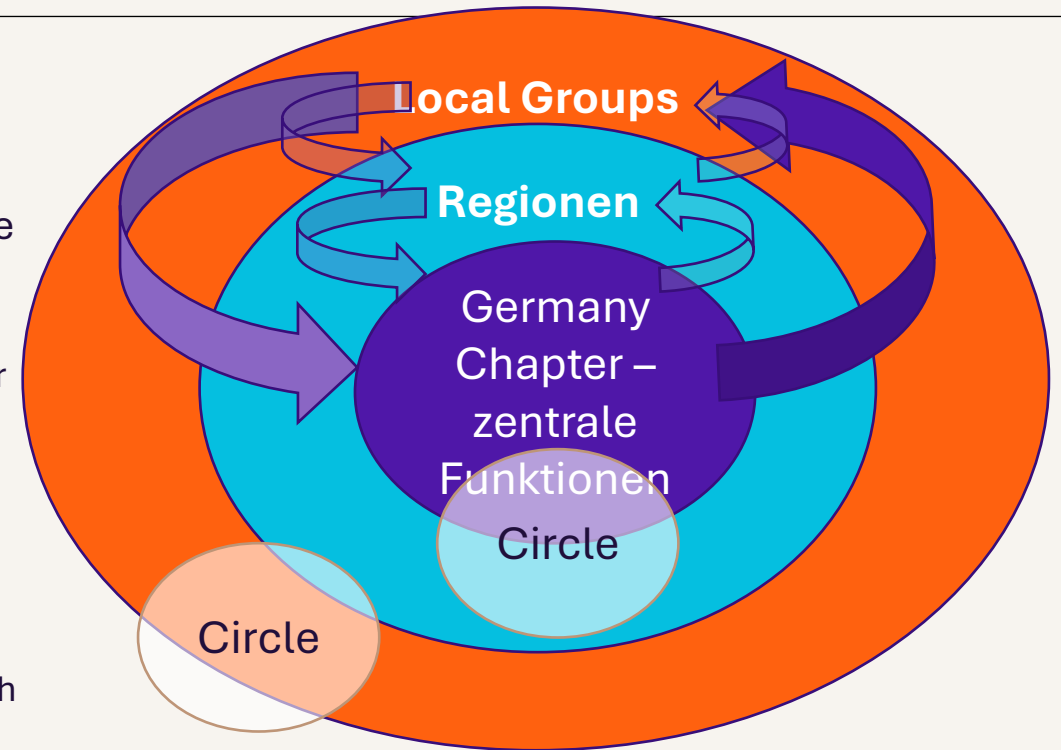 Local Groups
e
Regionen
Germany
Chapter –
r
zentrale
Funktionen
Circle
Circle
h